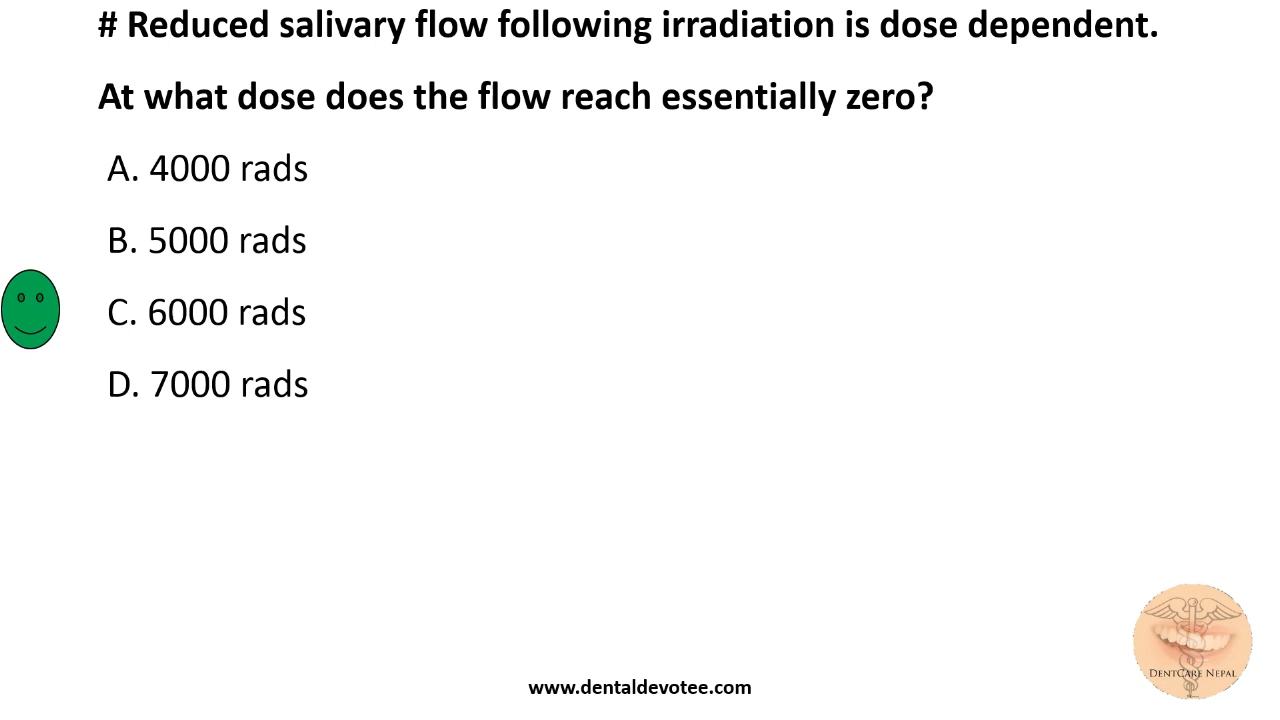 # Reduced salivary flow following irradiation is dose dependent.
At what dose does the flow reach essentially zero?
A. 4000 rads
B. 5000 rads
C. 6000 rads
D. 7000 rads
DentCare Nepal
www.dentaldevotee.com